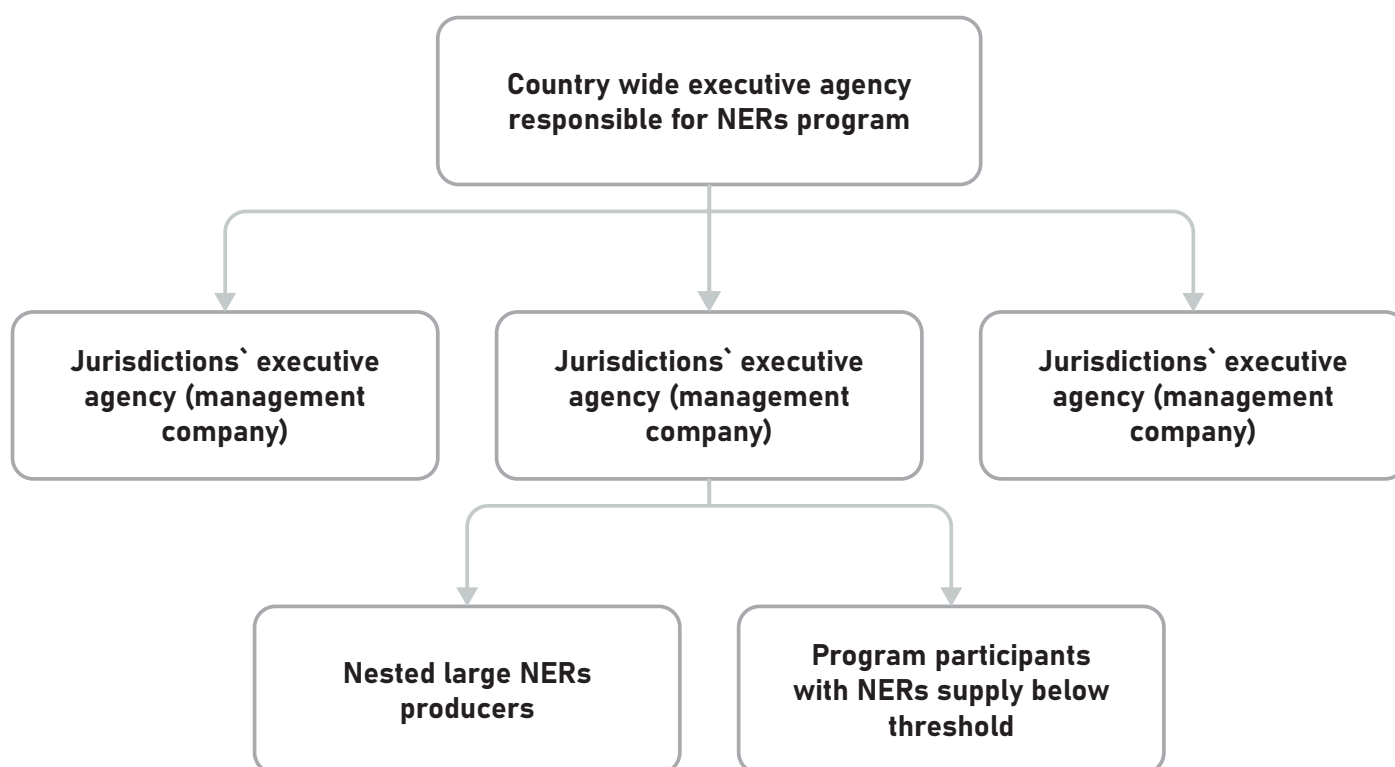 Country wide executive agency
responsible for NERs program
Jurisdictions` executive
agency (management
company)
Jurisdictions` executive
agency (management
company)
Jurisdictions` executive
agency (management
company)
Nested large NERs
producers
Program participants
with NERs supply below
threshold